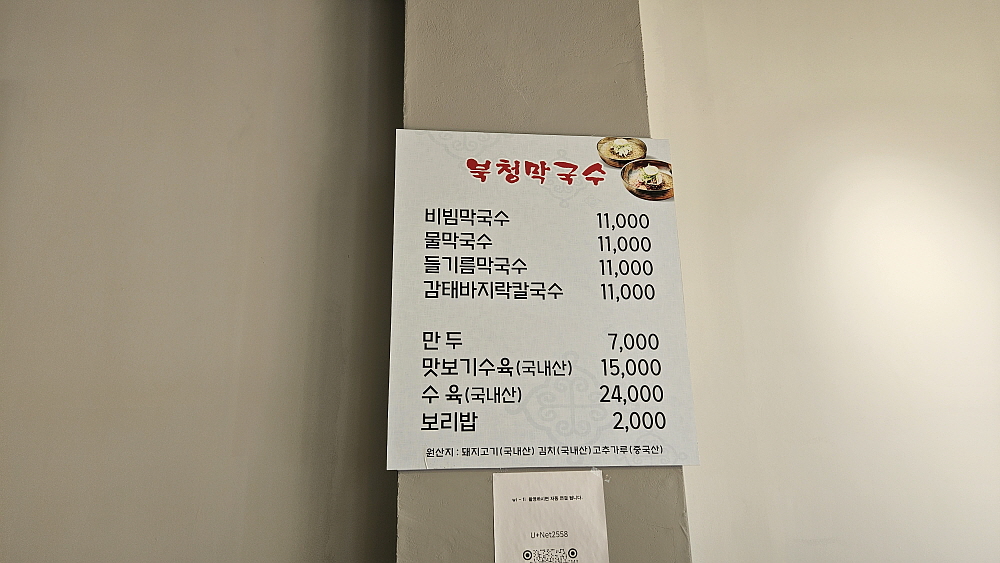 북청막국수
비빔막국수 11,000
물막국수 11,000
들기름막국수 11,000
감태바지락칼국수 11,000
만 두 7,000
맛보기수육(국내산) 15,000
수 육(국내산) 24,000
보리밥 2,000
원산지 : 돼지고기(국내산) 김치(국내산)고추가루(중국산)
U+Net2558